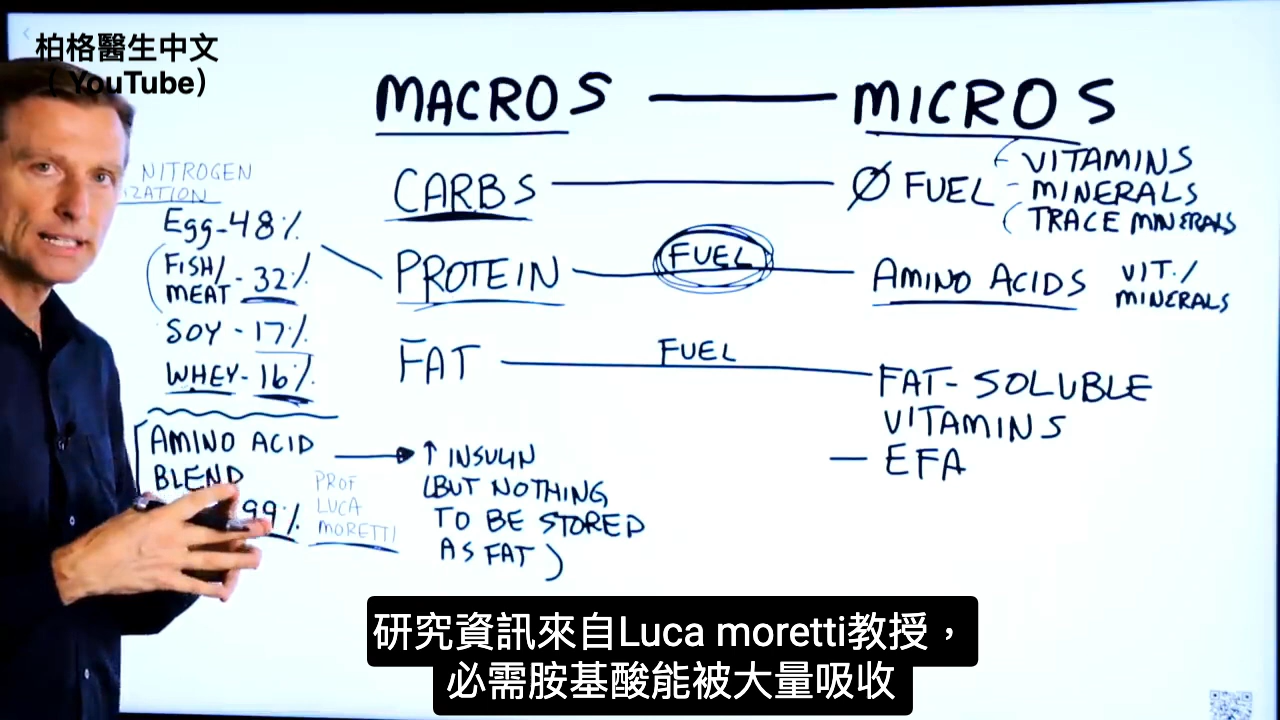 柏格醫生中文
( YouTube)
MACROS — MICROS
NITROGEN
IZATION
Egg-48%
FISH/
MEAT - 32%
SOY - 17%
WHEY- 16%
AMINO ACID
BLEND
99%
PROF
LUCA
MORETTI
CARBS
Ø FUEL
- VITAMINS
- MINERALS
TRACE MINERALS
PROTEIN
FUEL
AMINO ACIDS
VIT./
MINERALS
FAT
FUEL
FAT-SOLUBLE
VITAMINS
— EFA
↑ INSULIN
(BUT NOTHING
TO BE STORED
AS FAT)
研究資訊來自Luca moretti教授，
必需胺基酸能被大量吸收